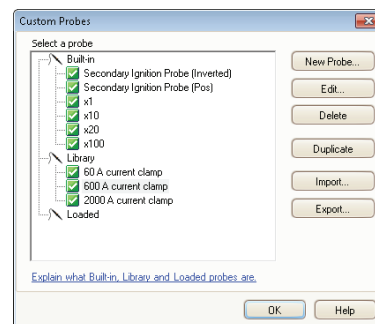 Custom Probes
Select a probe
Built-in
Secondary Ignition Probe (Inverted)
Secondary Ignition Probe (Pos)
x1
x10
x20
x100
Library
60 A current clamp
600 A current clamp
2000 A current clamp
Loaded
New Probe...
Edit...
Delete
Duplicate
Import...
Export...
Explain what Built-in, Library and Loaded probes are.
OK
Help